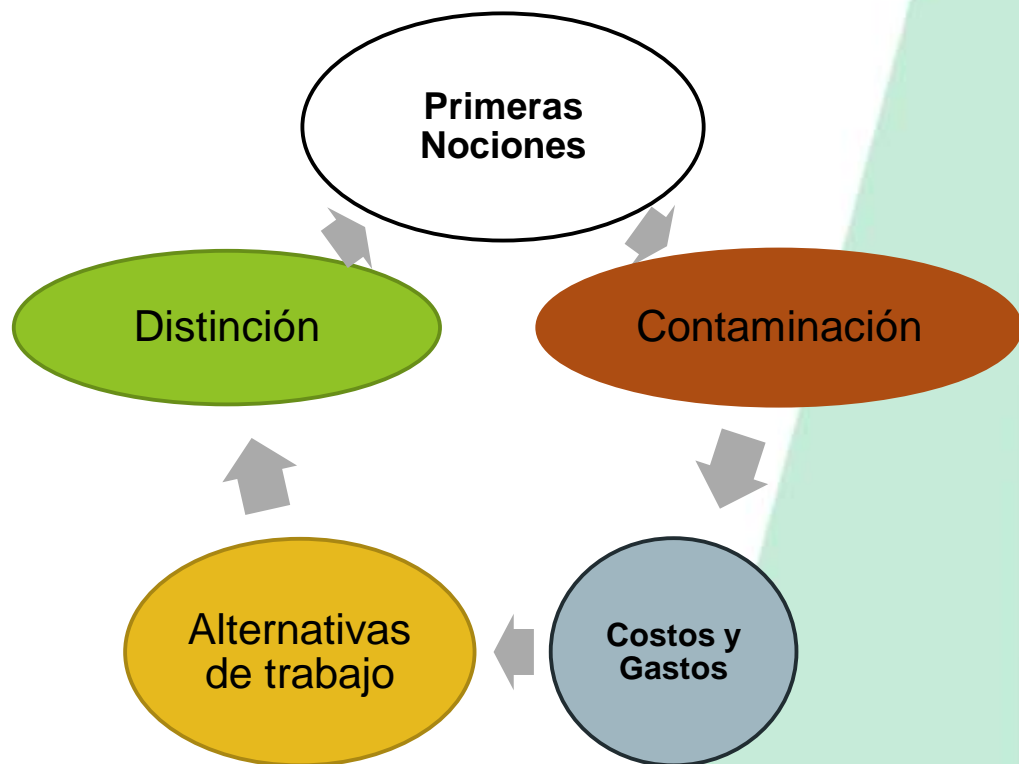 Primeras
Nociones
Distinción
Contaminación
Alternativas
de trabajo
Costos y
Gastos